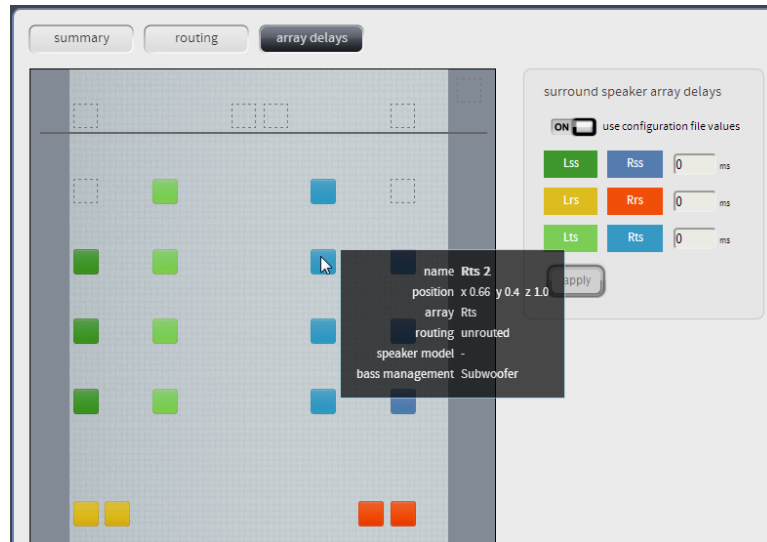 summary routing array delays
surround speaker array delays
ON use configuration file values
Lss Rss 0 ms
Lrs Rrs 0 ms
Lts Rts 0 ms
apply
name Rts 2
position x 0.66 y 0.4 z 1.0
array Rts
routing unrouted
speaker model -
bass management Subwoofer